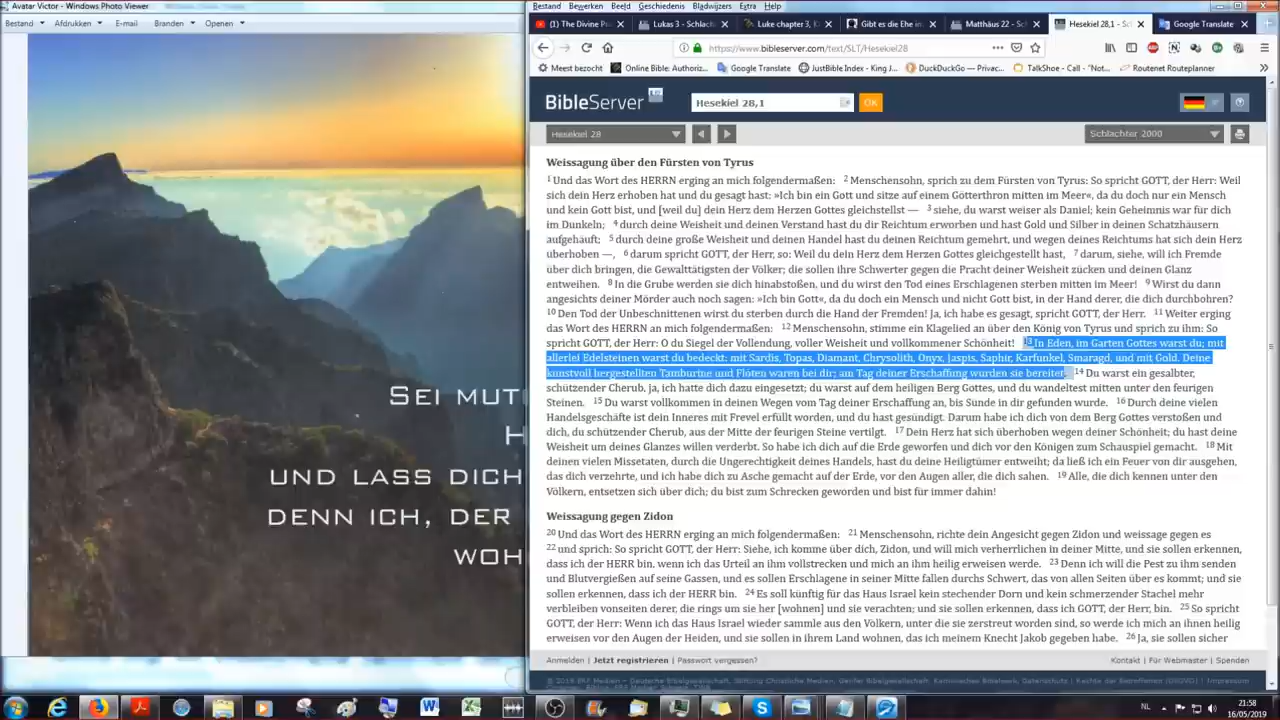 Avatar Victor - Windows Photo Viewer
Bestand Afdrukken E-mail Branden Openen
SEI MUT
H
UND LASS DICH
DENN ICH, DER
WOH
Bestand Bewerken Beeld Geschiedenis Bladwijzers Extra Help
(1) The Divine Pr Lukas 3 - Schlach Luke chapter 3, K Gibt es die Ehe in Matthäus 22 - Sc Hesekiel 28,1 - Sc Google Translate
https://www.bibleserver.com/text/SLT/Hesekiel28
Meest bezocht Online Bible: Authoriz... Google Translate JustBible Index - King J... DuckDuckGo — Privac... TalkShoe - Call - "Not... Routenet Routeplanner
BibleServer Hesekiel 28,1 OK
Hesekiel 28 Schlachter 2000
Weissagung über den Fürsten von Tyrus
1 Und das Wort des HERRN erging an mich folgendermaßen: 2 Menschensohn, sprich zu dem Fürsten von Tyrus: So spricht GOTT, der Herr: Weil
sich dein Herz erhoben hat und du gesagt hast: »Ich bin ein Gott und sitze auf einem Götterthron mitten im Meer«, da du doch nur ein Mensch
und kein Gott bist, und [weil du] dein Herz dem Herzen Gottes gleichstellst — 3 siehe, du warst weiser als Daniel; kein Geheimnis war für dich
im Dunkeln; 4 durch deine Weisheit und deinen Verstand hast du dir Reichtum erworben und hast Gold und Silber in deinen Schatzhäusern
aufgehäuft; 5 durch deine große Weisheit und deinen Handel hast du deinen Reichtum gemehrt, und wegen deines Reichtums hat sich dein Herz
überhoben —, 6 darum spricht GOTT, der Herr, so: Weil du dein Herz dem Herzen Gottes gleichgestellt hast, 7 darum, siehe, will ich Fremde
über dich bringen, die Gewalttätigsten der Völker; die sollen ihre Schwerter gegen die Pracht deiner Weisheit zücken und deinen Glanz
entweihen. 8 In die Grube werden sie dich hinabstoßen, und du wirst den Tod eines Erschlagenen sterben mitten im Meer! 9 Wirst du dann
angesichts deiner Mörder auch noch sagen: »Ich bin Gott«, da du doch ein Mensch und nicht Gott bist, in der Hand derer, die dich durchbohren?
10 Den Tod der Unbeschnittenen wirst du sterben durch die Hand der Fremden! Ja, ich habe es gesagt, spricht GOTT, der Herr. 11 Weiter erging
das Wort des HERRN an mich folgendermaßen: 12 Menschensohn, stimme ein Klagelied an über den König von Tyrus und sprich zu ihm: So
spricht GOTT, der Herr: O du Siegel der Vollendung, voller Weisheit und vollkommener Schönheit! 13 In Eden, im Garten Gottes warst du; mit
allerlei Edelsteinen warst du bedeckt: mit Sardis, Topas, Diamant, Chrysolith, Onyx, Jaspis, Saphir, Karfunkel, Smaragd, und mit Gold. Deine
kunstvoll hergestellten Tamburine und Flöten waren bei dir; am Tag deiner Erschaffung wurden sie bereitet. 14 Du warst ein gesalbter,
schützender Cherub, ja, ich hatte dich dazu eingesetzt; du warst auf dem heiligen Berg Gottes, und du wandeltest mitten unter den feurigen
Steinen. 15 Du warst vollkommen in deinen Wegen vom Tag deiner Erschaffung an, bis Sünde in dir gefunden wurde. 16 Durch deine vielen
Handelsgeschäfte ist dein Inneres mit Frevel erfüllt worden, und du hast gesündigt. Darum habe ich dich von dem Berg Gottes verstoßen und
dich, du schützender Cherub, aus der Mitte der feurigen Steine vertilgt. 17 Dein Herz hat sich überhoben wegen deiner Schönheit; du hast deine
Weisheit um deines Glanzes willen verderbt. So habe ich dich auf die Erde geworfen und dich vor den Königen zum Schauspiel gemacht. 18 Mit
deinen vielen Missetaten, durch die Ungerechtigkeit deines Handels, hast du deine Heiligtümer entweiht; da ließ ich ein Feuer von dir ausgehen,
das dich verzehrte, und ich habe dich zu Asche gemacht auf der Erde, vor den Augen aller, die dich sahen. 19 Alle, die dich kennen unter den
Völkern, entsetzen sich über dich; du bist zum Schrecken geworden und bist für immer dahin!
Weissagung gegen Zidon
20 Und das Wort des HERRN erging an mich folgendermaßen: 21 Menschensohn, richte dein Angesicht gegen Zidon und weissage gegen es
22 und sprich: So spricht GOTT, der Herr: Siehe, ich komme über dich, Zidon, und will mich verherrlichen in deiner Mitte, und sie sollen erkennen,
dass ich der HERR bin, wenn ich das Urteil an ihm vollstrecken und mich an ihm heilig erweisen werde. 23 Denn ich will die Pest zu ihm senden
und Blutvergießen auf seine Gassen, und es sollen Erschlagene in seiner Mitte fallen durchs Schwert, das von allen Seiten über es kommt; und sie
sollen erkennen, dass ich der HERR bin. 24 Es soll künftig für das Haus Israel kein stechender Dorn und kein schmerzender Stachel mehr
verbleiben vonseiten derer, die rings um sie her [wohnen] und sie verachten; und sie sollen erkennen, dass ich GOTT, der Herr, bin. 25 So spricht
GOTT, der Herr: Wenn ich das Haus Israel wieder sammle aus den Völkern, unter die sie zerstreut worden sind, so werde ich mich an ihnen heilig
erweisen vor den Augen der Heiden, und sie sollen in ihrem Land wohnen, das ich meinem Knecht Jakob gegeben habe. 26 Ja, sie sollen sicher
Anmelden | Jetzt registrieren | Passwort vergessen? Kontakt | Für Webmaster | Spenden
NL 21:58
16/05/2019